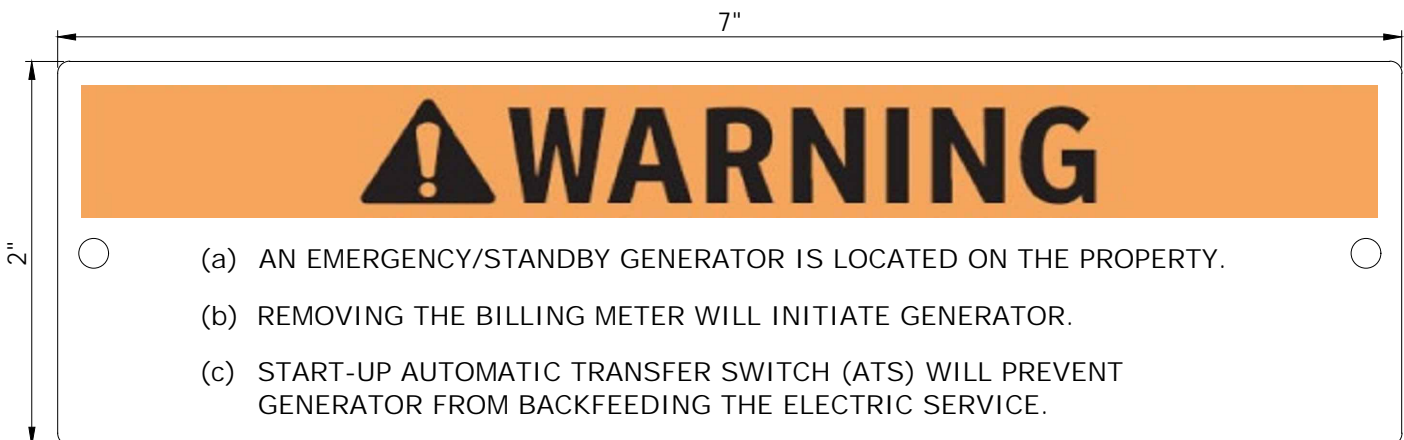 7"
WARNING
2"
(a) AN EMERGENCY/STANDBY GENERATOR IS LOCATED ON THE PROPERTY.
(b) REMOVING THE BILLING METER WILL INITIATE GENERATOR.
(c) START-UP AUTOMATIC TRANSFER SWITCH (ATS) WILL PREVENT
GENERATOR FROM BACKFEEDING THE ELECTRIC SERVICE.